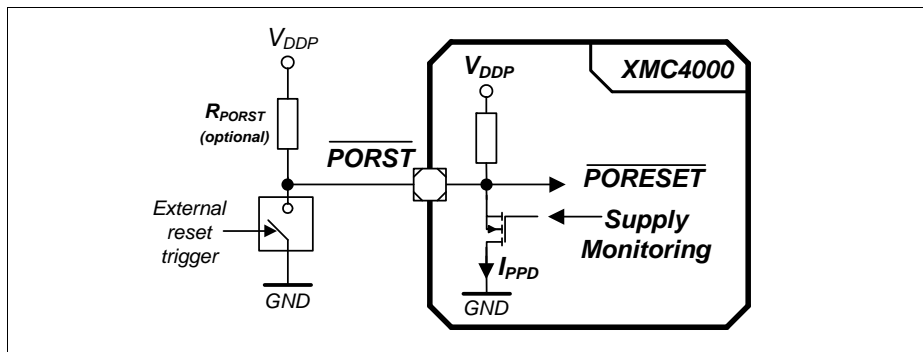 V_DDP
R_PORST
(optional)
PORST
External
reset
trigger
GND
XMC4000
V_DDP
PORESET
Supply
Monitoring
I_PPD
GND